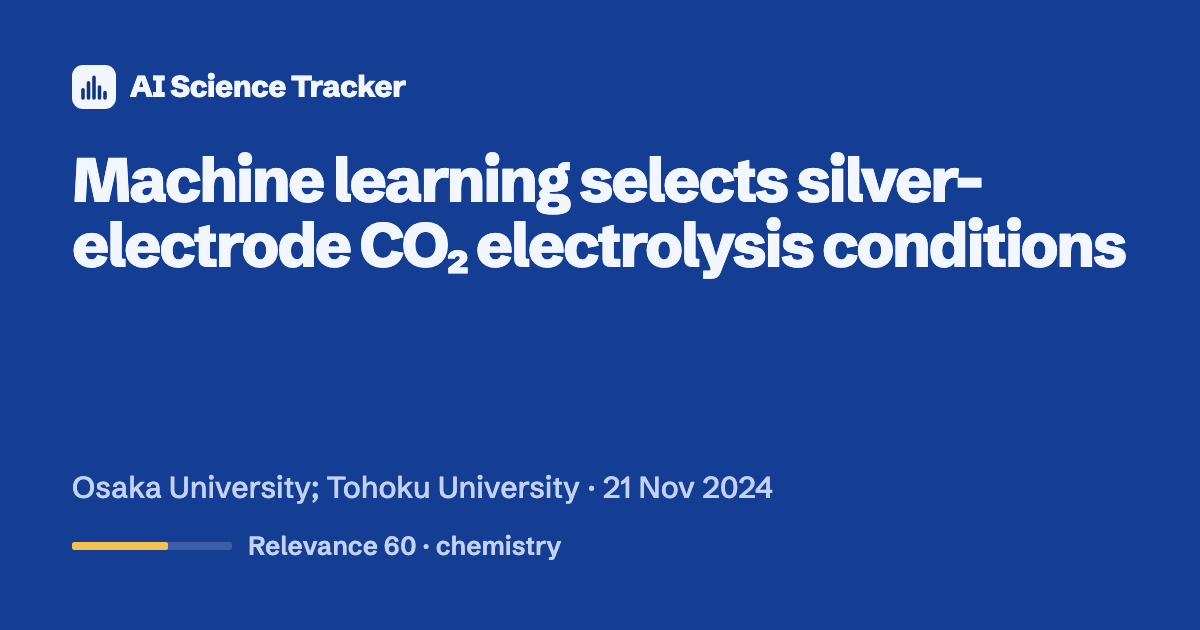 AI Science Tracker
Machine learning selects silver-
electrode CO₂ electrolysis conditions
Osaka University; Tohoku University · 21 Nov 2024
Relevance 60 · chemistry